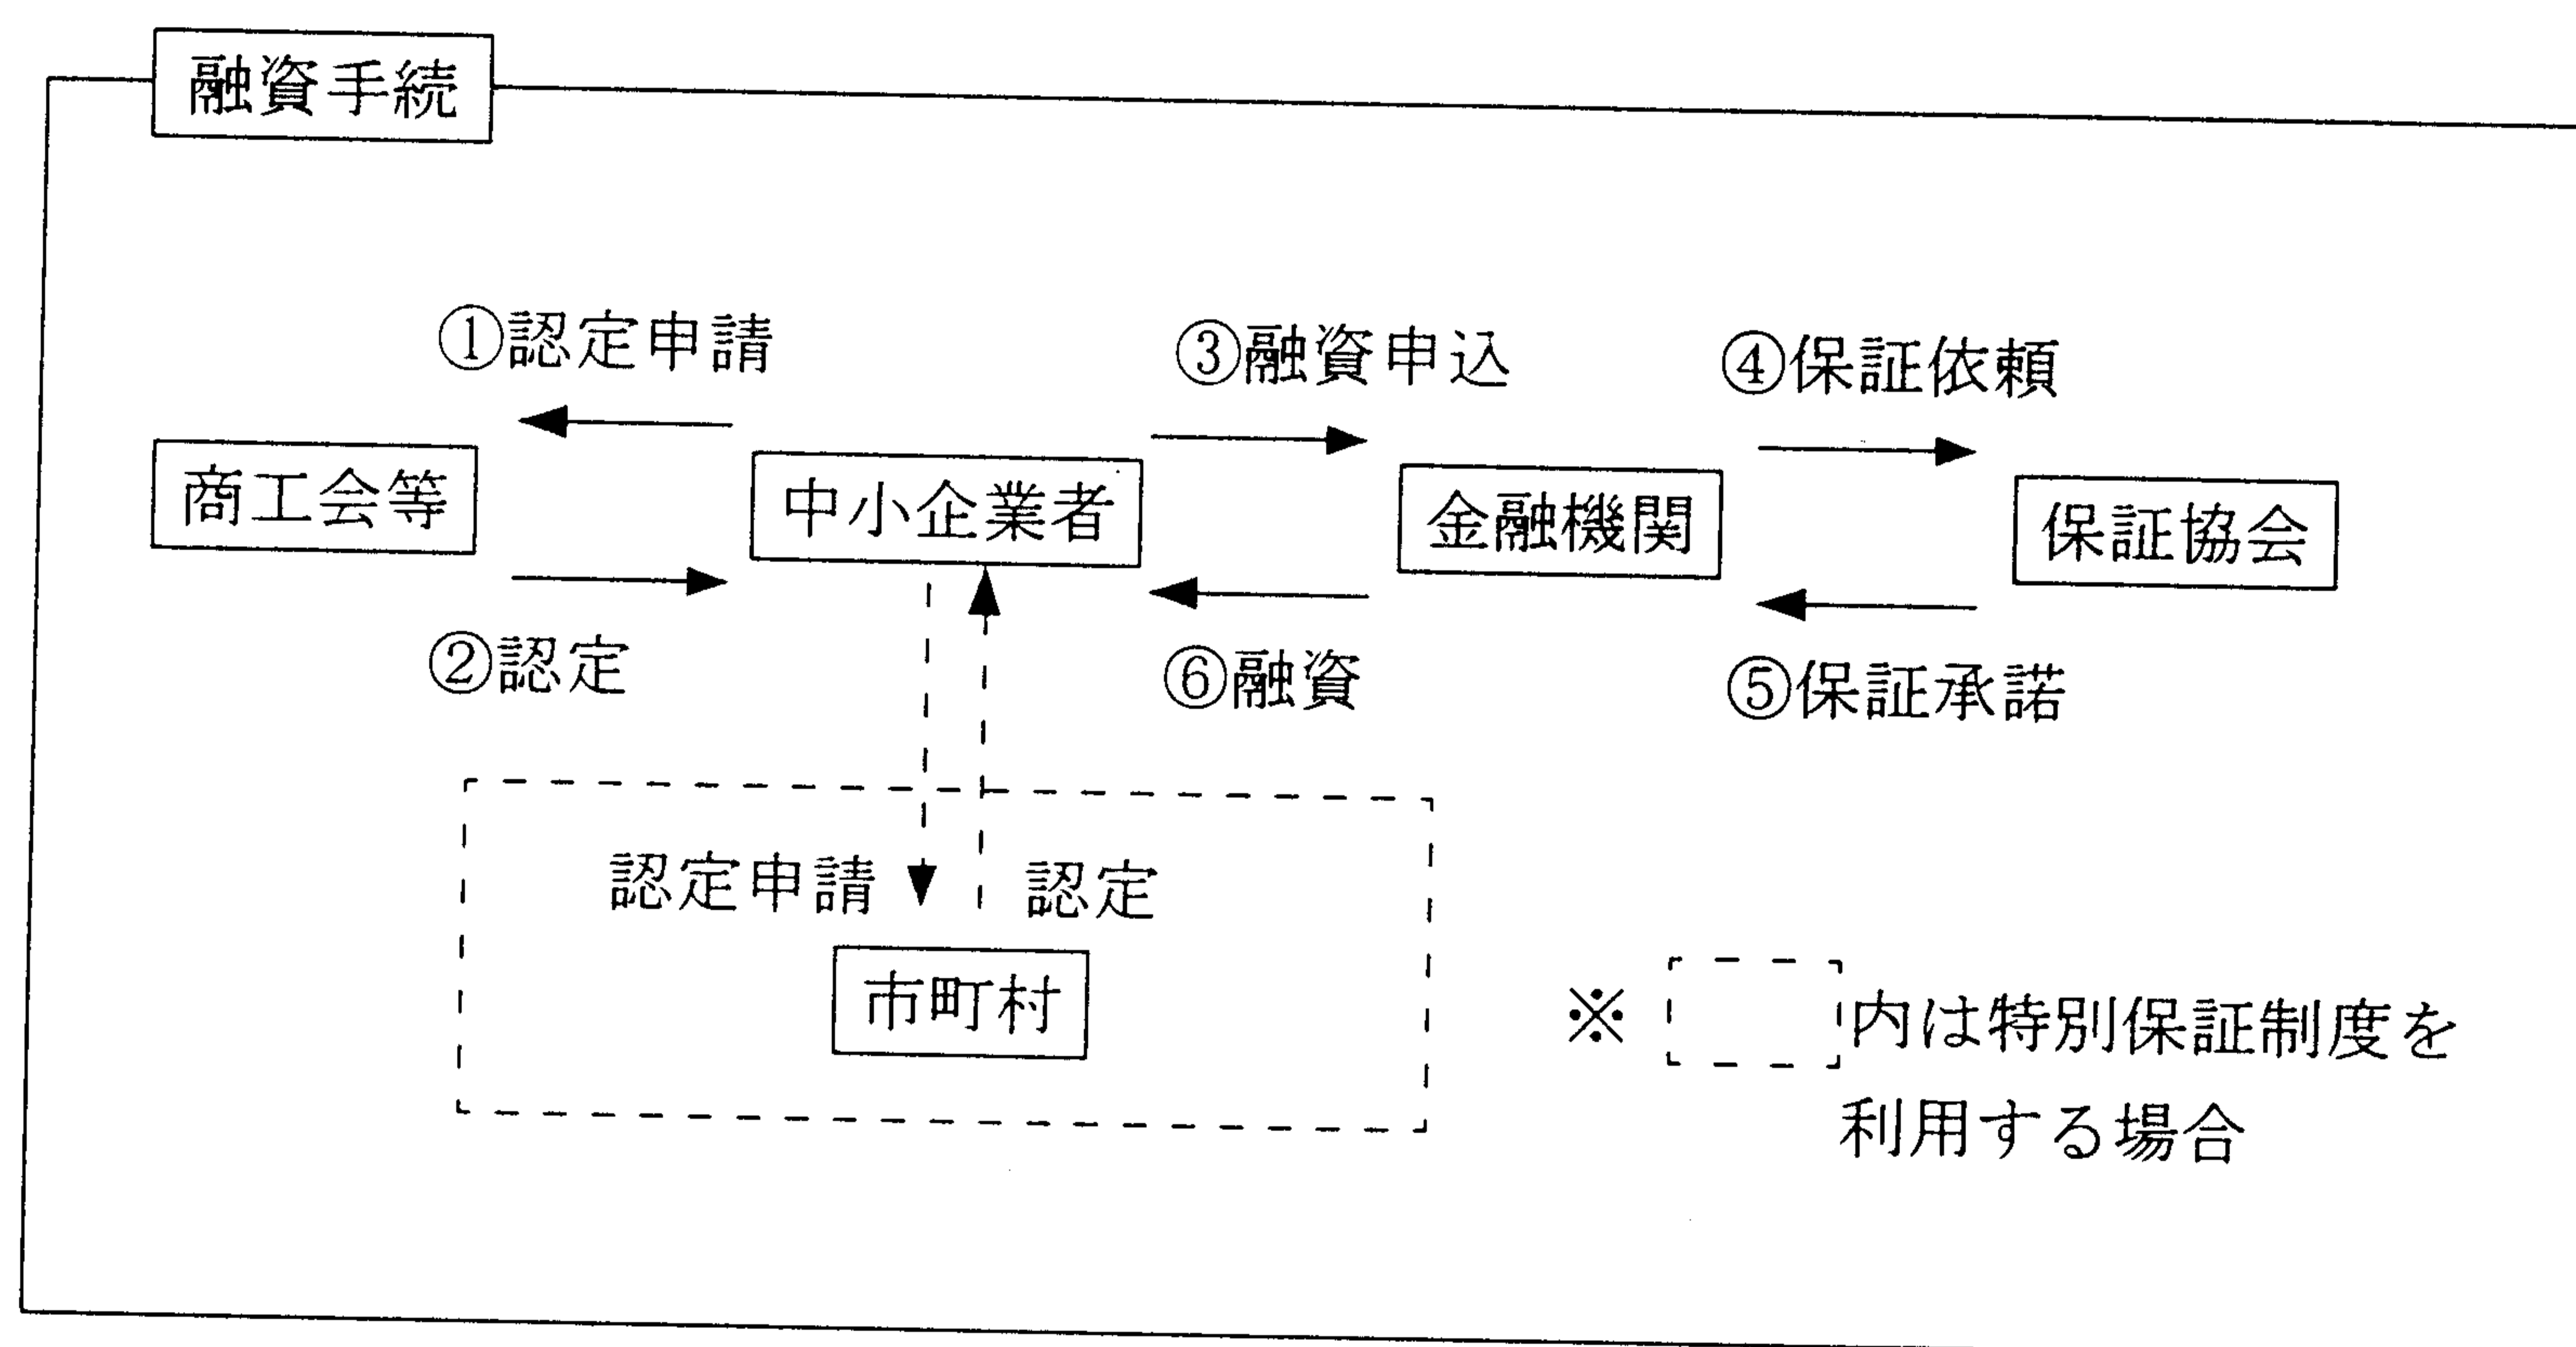 融資手続
①認定申請
③融資申込
④保証依頼
商工会等
中小企業者
金融機関
保証協会
②認定
⑥融資
⑤保証承諾
認定申請
認定
市町村
※ 内は特別保証制度を
利用する場合